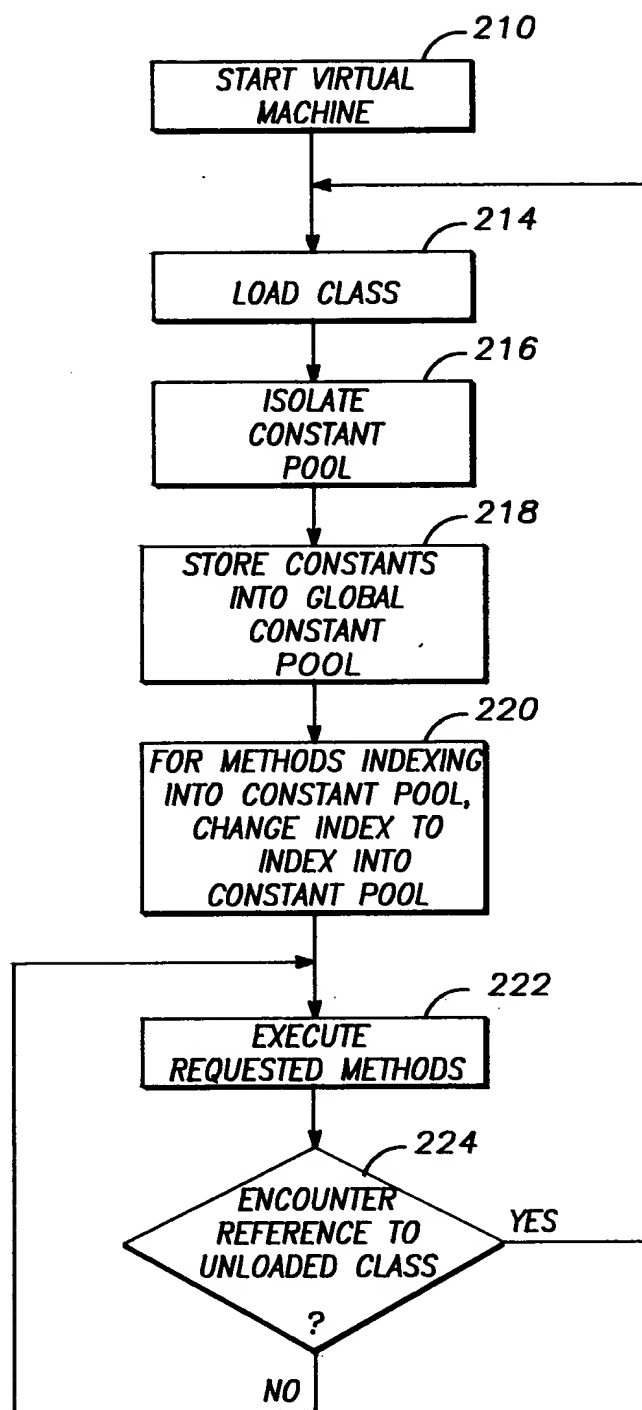 210
START VIRTUAL
MACHINE
214
LOAD CLASS
216
ISOLATE
CONSTANT
POOL
218
STORE CONSTANTS
INTO GLOBAL
CONSTANT
POOL
220
FOR METHODS INDEXING
INTO CONSTANT POOL,
CHANGE INDEX TO
INDEX INTO
CONSTANT POOL
222
EXECUTE
REQUESTED METHODS
224
ENCOUNTER
REFERENCE TO
UNLOADED CLASS
?
YES
NO